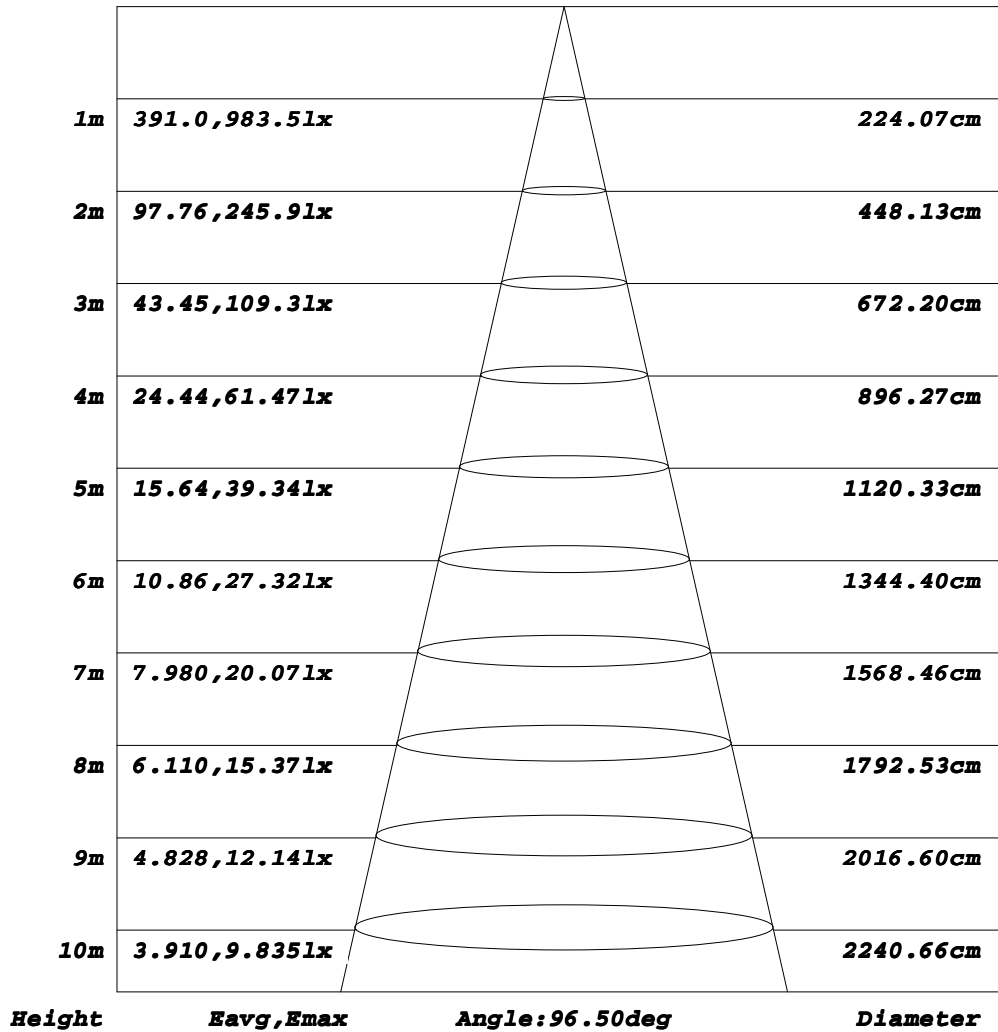 1m 391.0,983.5lx 224.07cm
2m 97.76,245.9lx 448.13cm
3m 43.45,109.3lx 672.20cm
4m 24.44,61.47lx 896.27cm
5m 15.64,39.34lx 1120.33cm
6m 10.86,27.32lx 1344.40cm
7m 7.980,20.07lx 1568.46cm
8m 6.110,15.37lx 1792.53cm
9m 4.828,12.14lx 2016.60cm
10m 3.910,9.835lx 2240.66cm
Height Eavg,Emax Angle:96.50deg Diameter